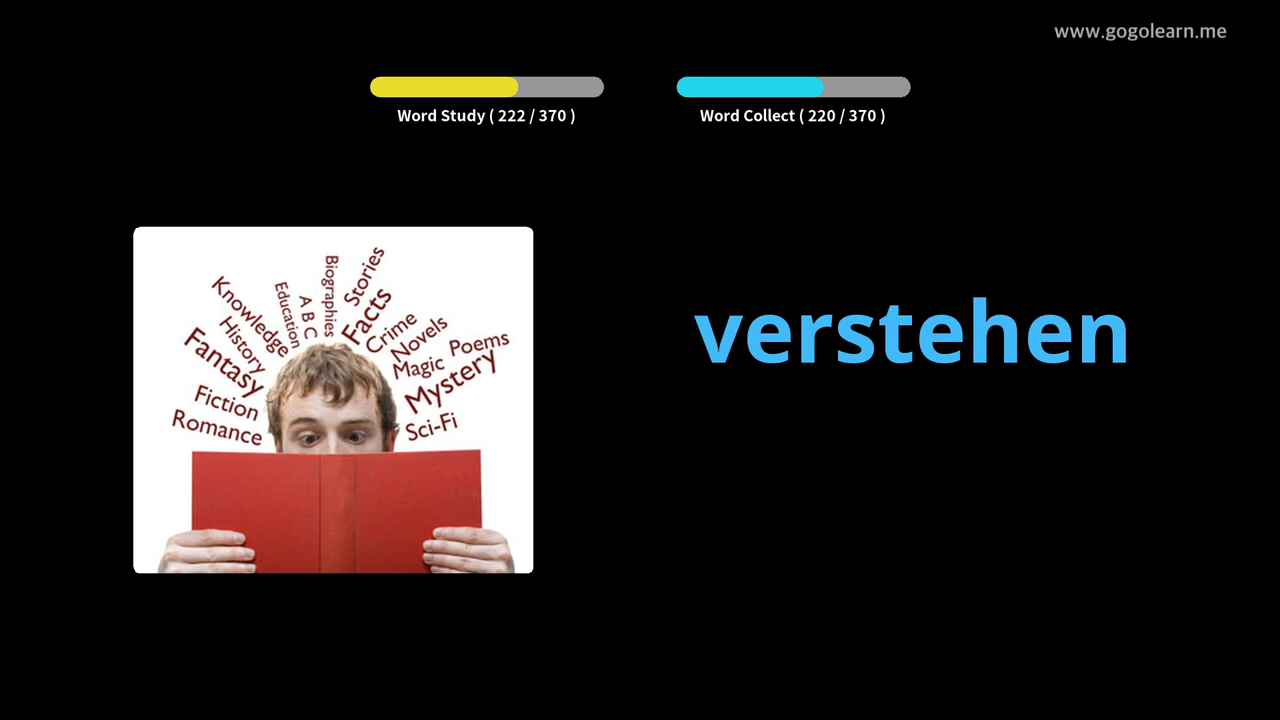 www.gogolearn.me
Word Study ( 222 / 370 )
Word Collect ( 220 / 370 )
verstehen
Biographies
Stories
Education
A B C
Facts
Knowledge
Crime
History
Novels
Poems
Fantasy
Magic
Mystery
Fiction
Romance
Sci-Fi